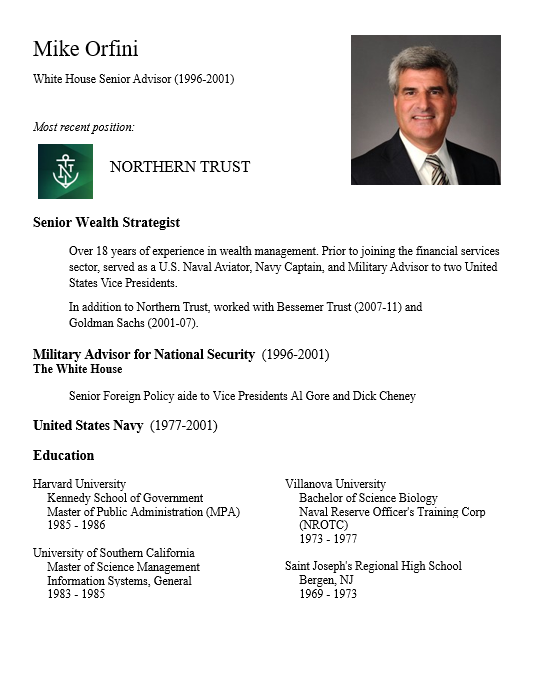 Mike Orfini
White House Senior Advisor (1996-2001)
Most recent position:
N
NORTHERN TRUST
Senior Wealth Strategist
Over 18 years of experience in wealth management. Prior to joining the financial services
sector, served as a U.S. Naval Aviator, Navy Captain, and Military Advisor to two United
States Vice Presidents.
In addition to Northern Trust, worked with Bessemer Trust (2007-11) and
Goldman Sachs (2001-07).
Military Advisor for National Security (1996-2001)
The White House
Senior Foreign Policy aide to Vice Presidents Al Gore and Dick Cheney
United States Navy (1977-2001)
Education
Harvard University
Kennedy School of Government
Master of Public Administration (MPA)
1985 - 1986
University of Southern California
Master of Science Management
Information Systems, General
1983 - 1985
Villanova University
Bachelor of Science Biology
Naval Reserve Officer's Training Corp
(NROTC)
1973 - 1977
Saint Joseph's Regional High School
Bergen, NJ
1969 - 1973